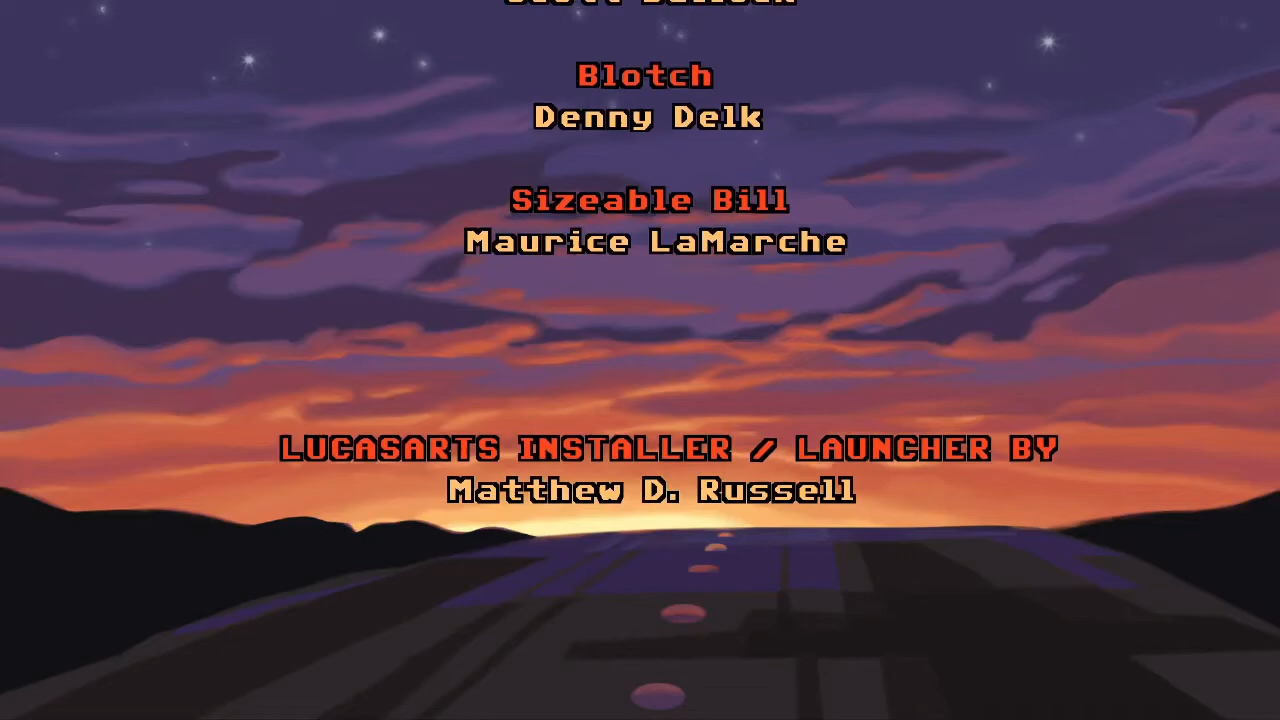 Blotch
Denny Delk
Sizeable Bill
Maurice LaMarche
LUCASARTS INSTALLER / LAUNCHER BY
Matthew D. Russell